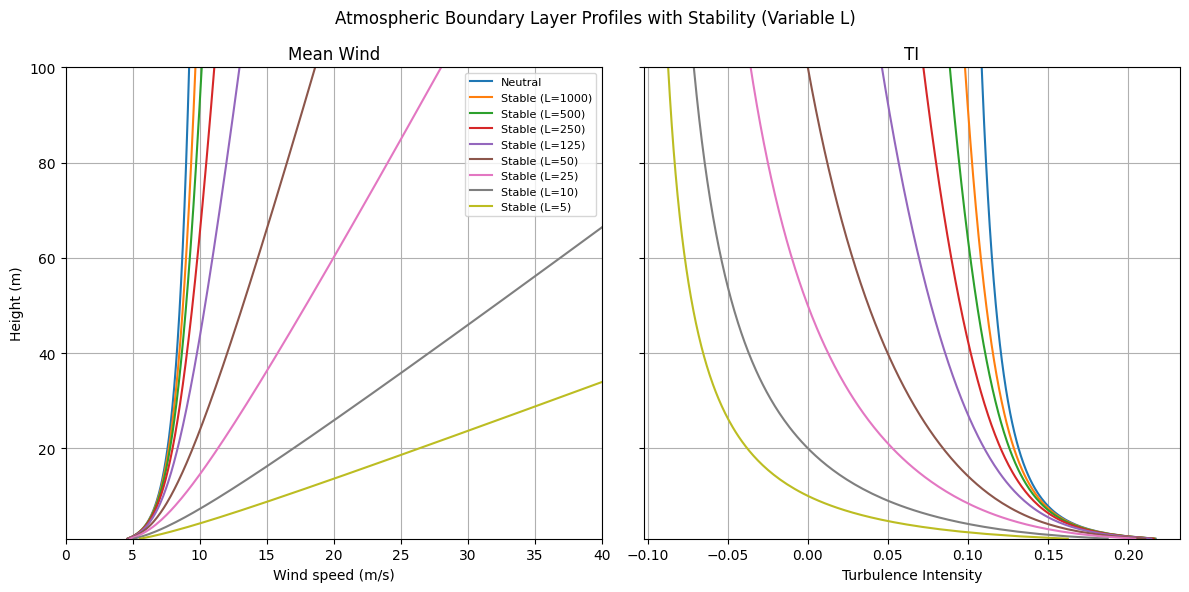 Atmospheric Boundary Layer Profiles with Stability (Variable L)
Mean Wind
TI
100
80
60
40
20
Height (m)
Neutral
Stable (L=1000)
Stable (L=500)
Stable (L=250)
Stable (L=125)
Stable (L=50)
Stable (L=25)
Stable (L=10)
Stable (L=5)
0 5 10 15 20 25 30 35 40
−0.10 −0.05 0.00 0.05 0.10 0.15 0.20
Wind speed (m/s)
Turbulence Intensity